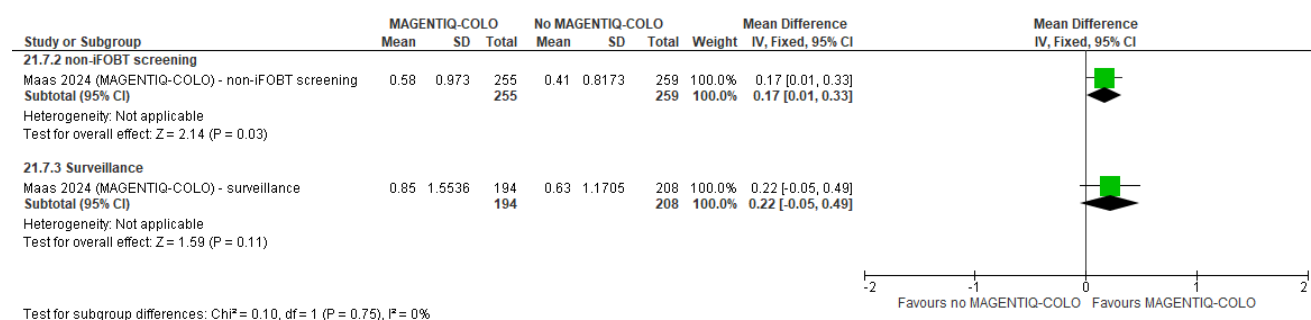 MAGENTIQ-COLO No MAGENTIQ-COLO Mean Difference Mean Difference
Study or Subgroup Mean SD Total Mean SD Total Weight IV, Fixed, 95% CI IV, Fixed, 95% CI
21.7.2 non-iFOBT screening
Maas 2024 (MAGENTIQ-COLO) - non-iFOBT screening 0.58 0.973 255 0.41 0.8173 259 100.0% 0.17 [0.01, 0.33]
Subtotal (95% CI) 255 259 100.0% 0.17 [0.01, 0.33]
Heterogeneity: Not applicable
Test for overall effect: Z = 2.14 (P = 0.03)
21.7.3 Surveillance
Maas 2024 (MAGENTIQ-COLO) - surveillance 0.85 1.5536 194 0.63 1.1705 208 100.0% 0.22 [-0.05, 0.49]
Subtotal (95% CI) 194 208 100.0% 0.22 [-0.05, 0.49]
Heterogeneity: Not applicable
Test for overall effect: Z = 1.59 (P = 0.11)
-2 -1 0 1 2
Favours no MAGENTIQ-COLO Favours MAGENTIQ-COLO
Test for subgroup differences: Chi² = 0.10, df = 1 (P = 0.75), I² = 0%